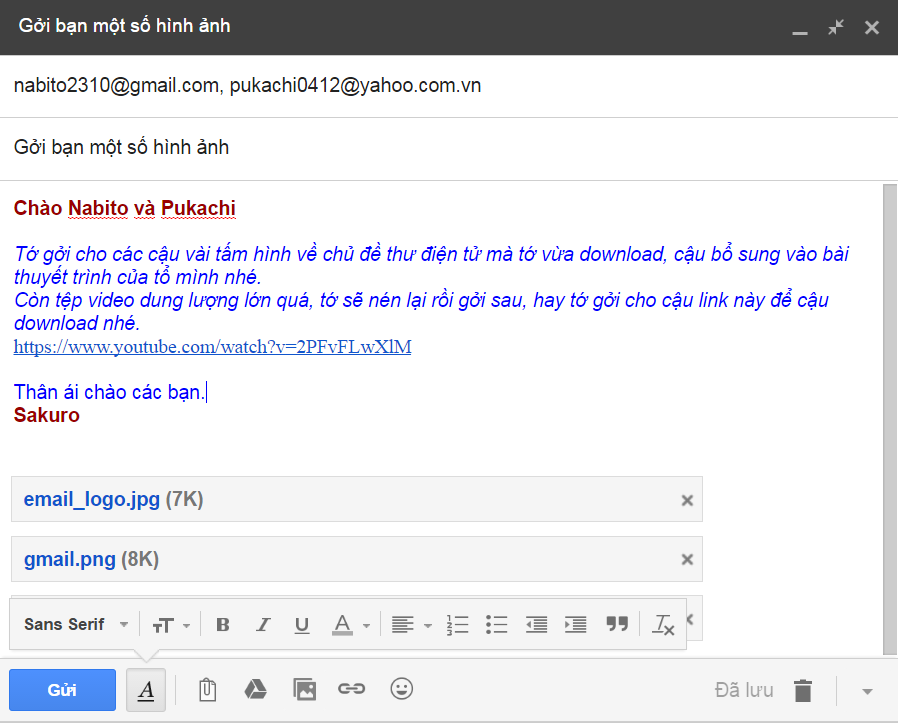 Gởi bạn một số hình ảnh
nabito2310@gmail.com, pukachi0412@yahoo.com.vn
Gởi bạn một số hình ảnh
Chào Nabito và Pukachi
Tớ gởi cho các cậu vài tấm hình về chủ đề thư điện tử mà tớ vừa download, cậu bổ sung vào bài
thuyết trình của tổ mình nhé.
Còn tệp video dung lượng lớn quá, tớ sẽ nén lại rồi gởi sau, hay tớ gởi cho cậu link này để cậu
download nhé.
https://www.youtube.com/watch?v=2PFvFLwXlM
Thân ái chào các bạn.
Sakuro
email_logo.jpg (7K)
gmail.png (8K)
Sans Serif
Gửi
Đã lưu